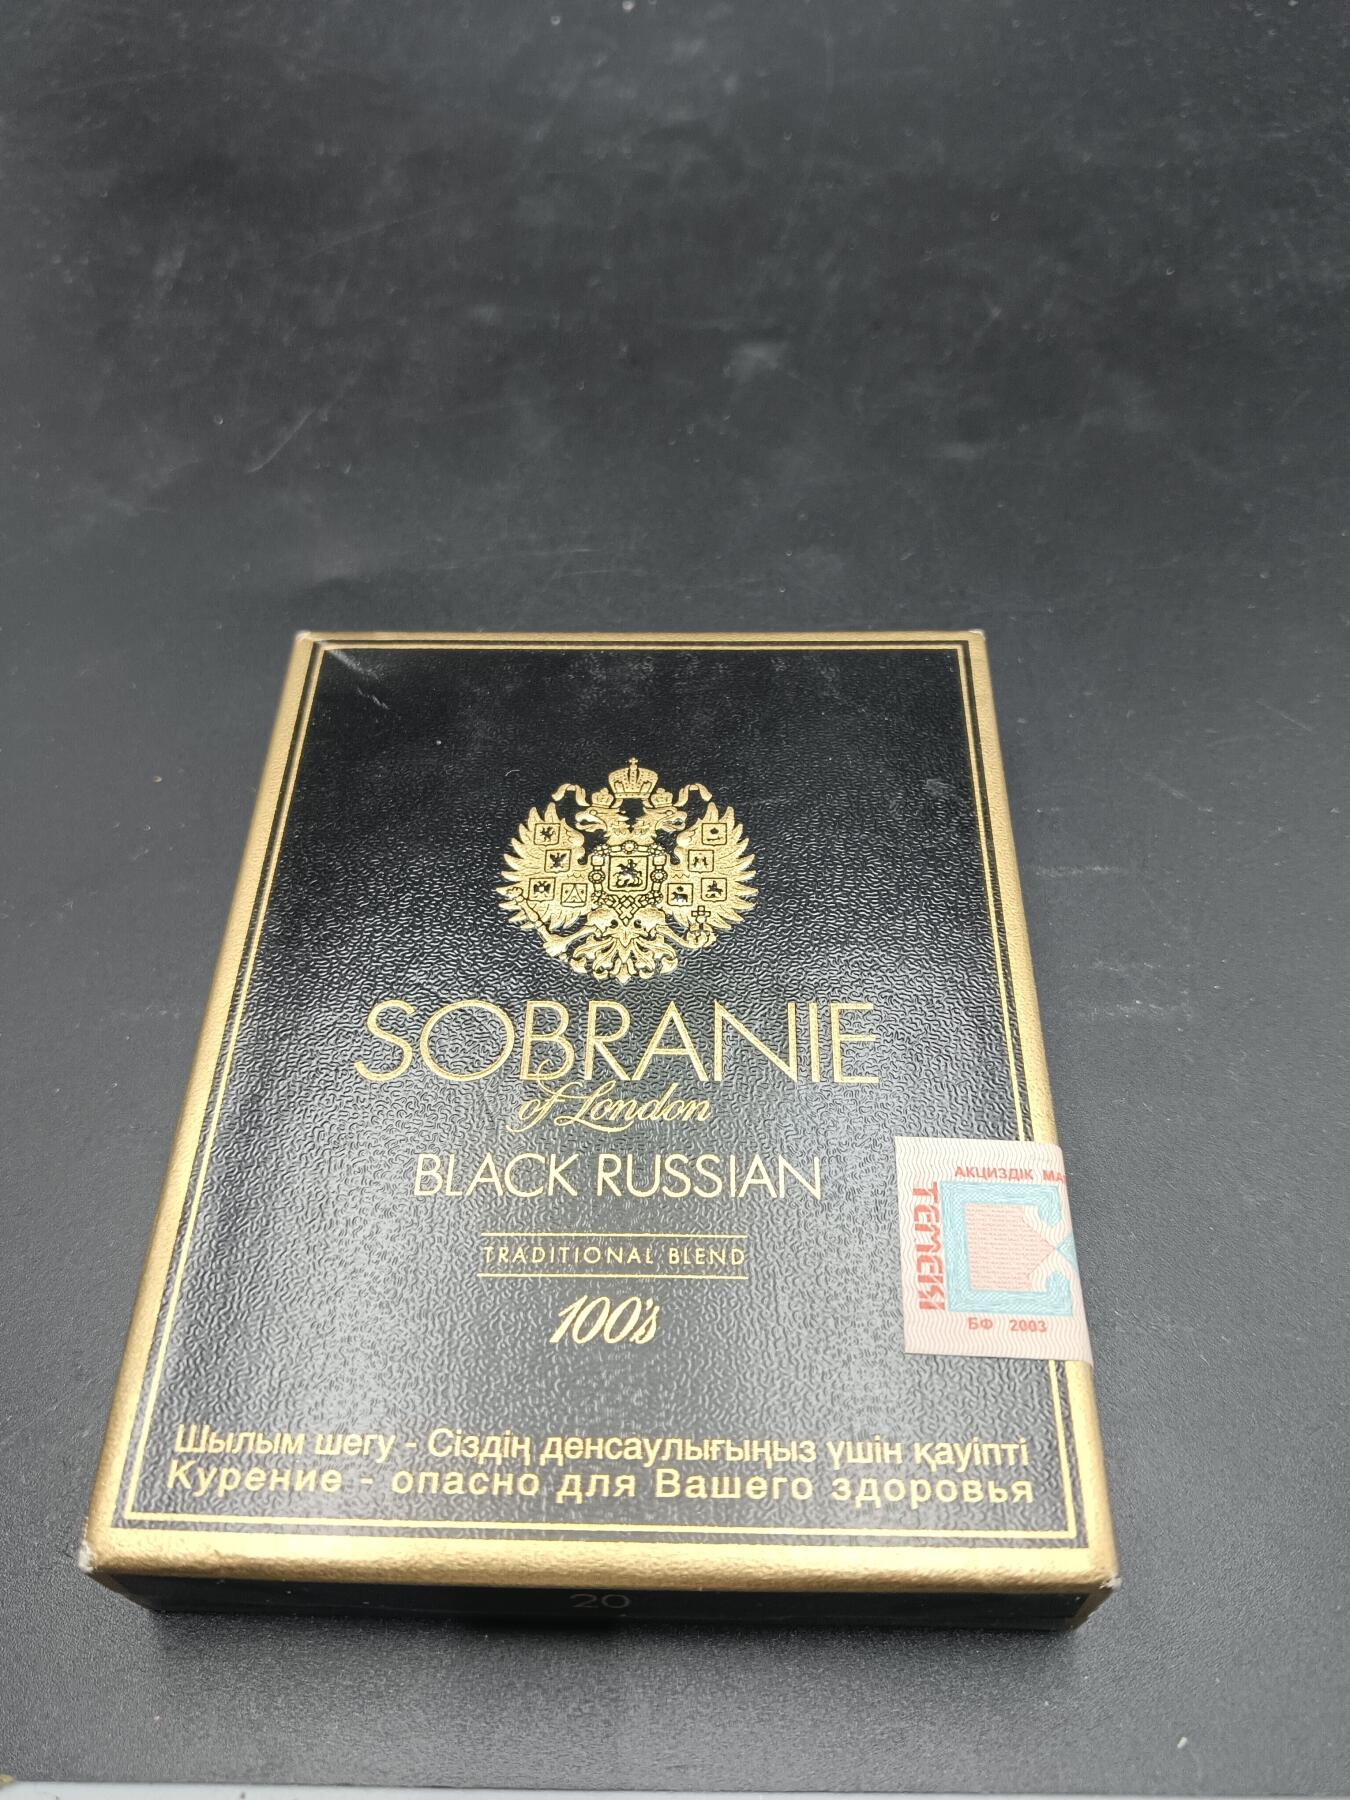 SOBRANIE
of London
BLACK RUSSIAN
TRADITIONAL BLEND
100's
АКЦИЗДІК
ТЕМЕКІ
БФ 2003
Шылым шегу - Сіздің денсаулығыңыз үшін қауіпті
Курение - опасно для Вашего здоровья
20